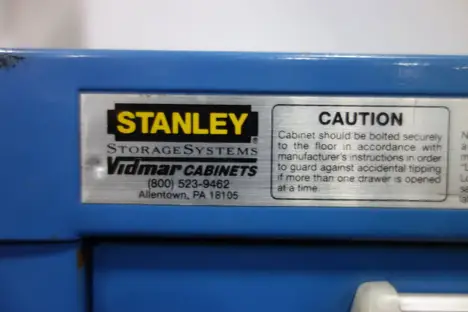 STANLEY
®
STORAGESYSTEMS
Vidmar CABINETS
(800) 523-9462
Allentown, PA 18105
CAUTION
Cabinet should be bolted securely
to the floor in accordance with
manufacturer's instructions in order
to guard against accidental tipping
if more than one drawer is opened
at a time.